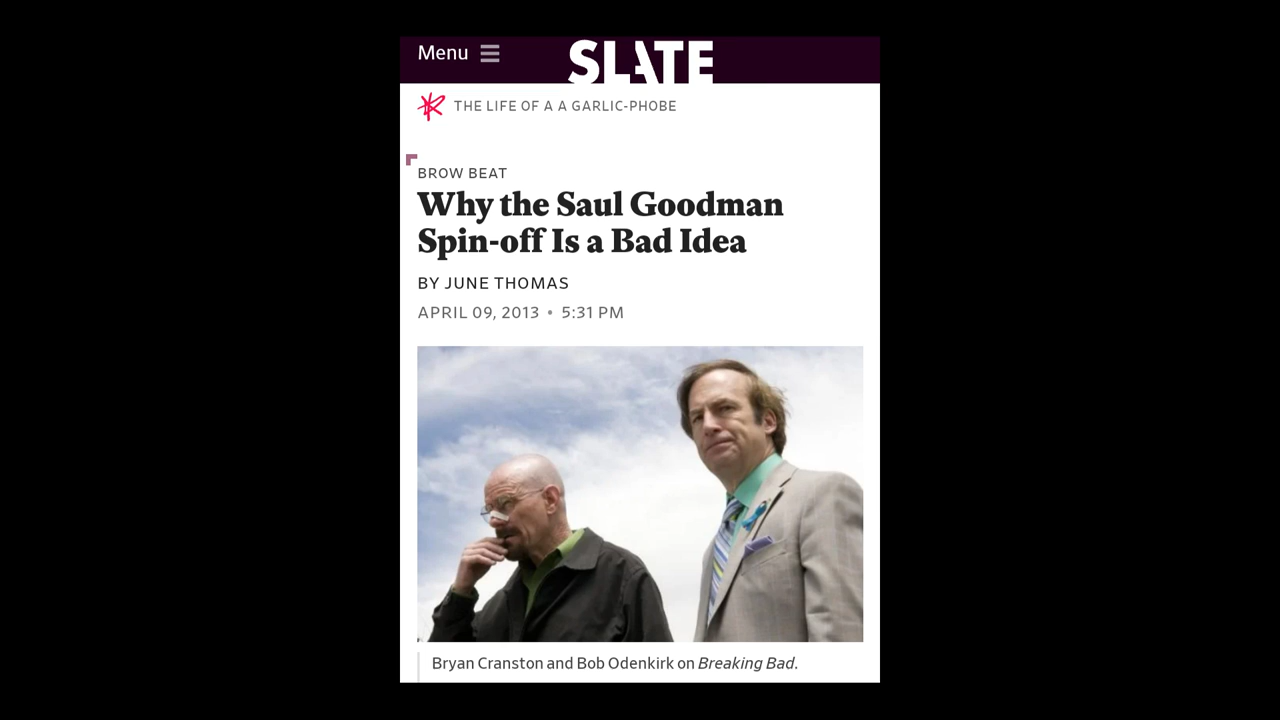 Menu
SLATE
THE LIFE OF A A GARLIC-PHOBE
BROW BEAT
Why the Saul Goodman
Spin-off Is a Bad Idea
BY JUNE THOMAS
APRIL 09, 2013 • 5:31 PM
Bryan Cranston and Bob Odenkirk on Breaking Bad.